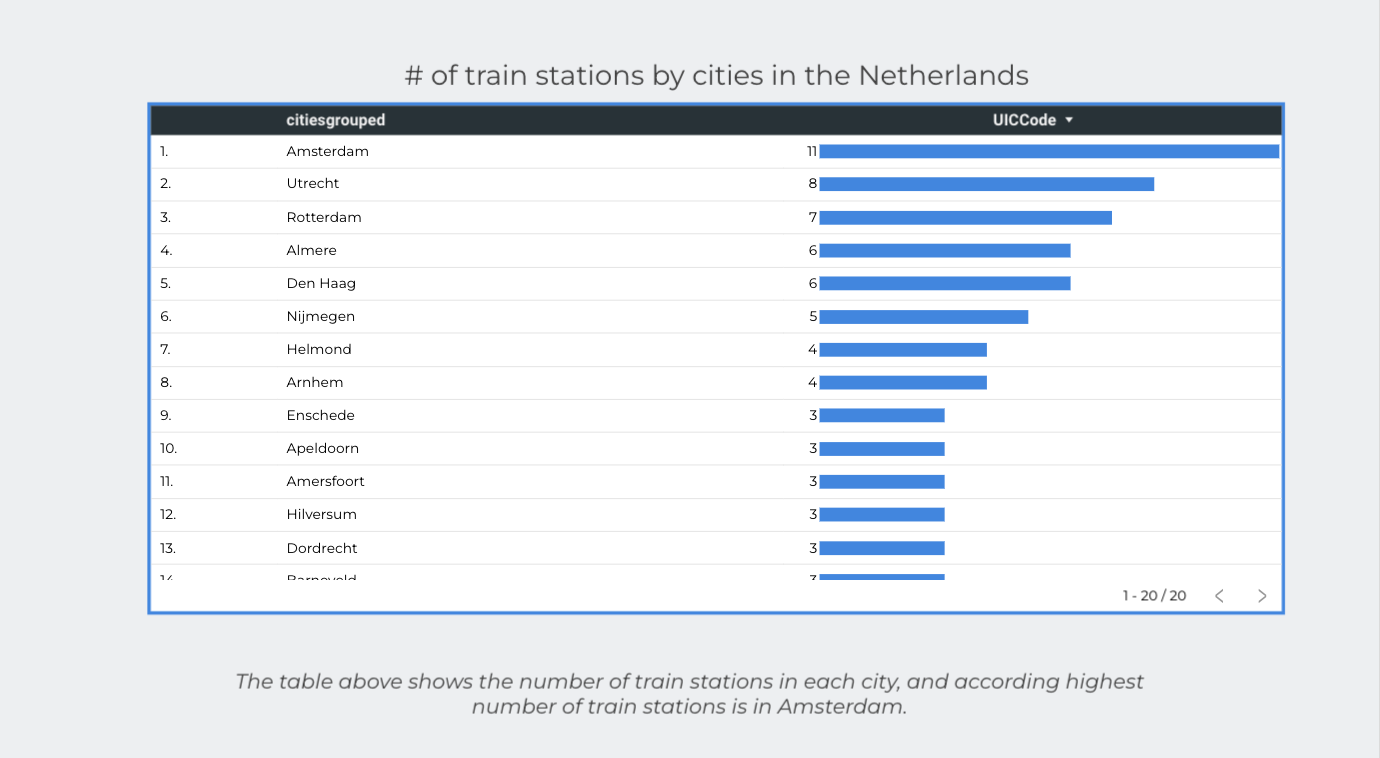 # of train stations by cities in the Netherlands
citiesgrouped UICCode
1. Amsterdam 11
2. Utrecht 8
3. Rotterdam 7
4. Almere 6
5. Den Haag 6
6. Nijmegen 5
7. Helmond 4
8. Arnhem 4
9. Enschede 3
10. Apeldoorn 3
11. Amersfoort 3
12. Hilversum 3
13. Dordrecht 3
14. Barneveld 3
1 - 20 / 20
The table above shows the number of train stations in each city, and according highest
number of train stations is in Amsterdam.